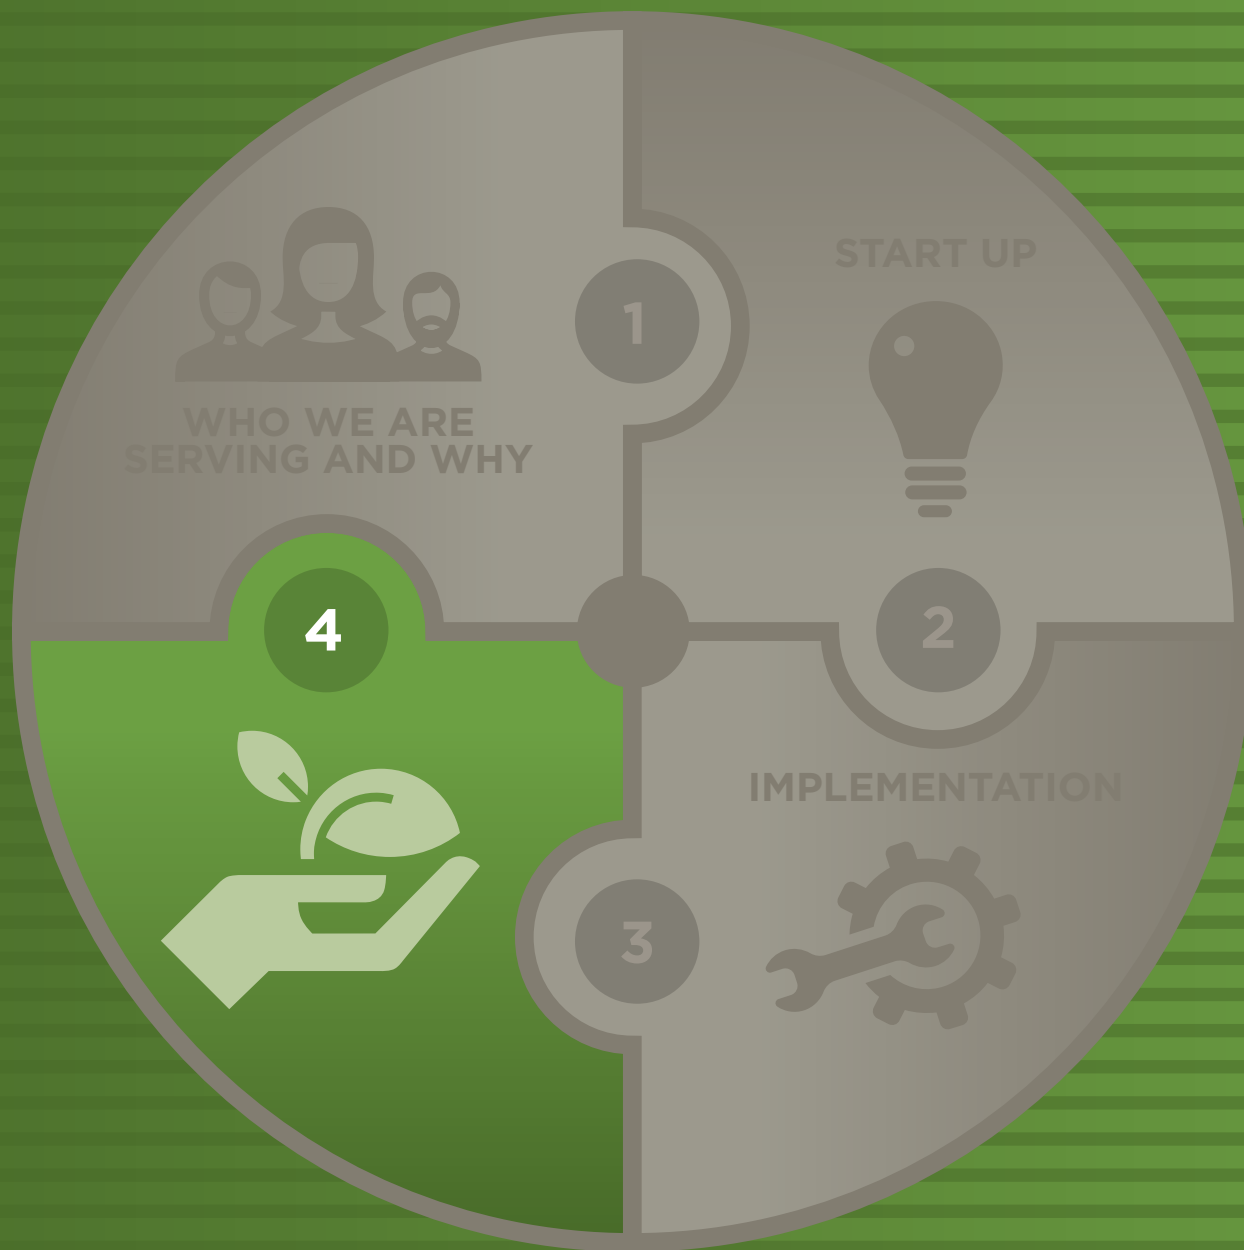 1
START UP
WHO WE ARE
SERVING AND WHY
4
2
IMPLEMENTATION
3